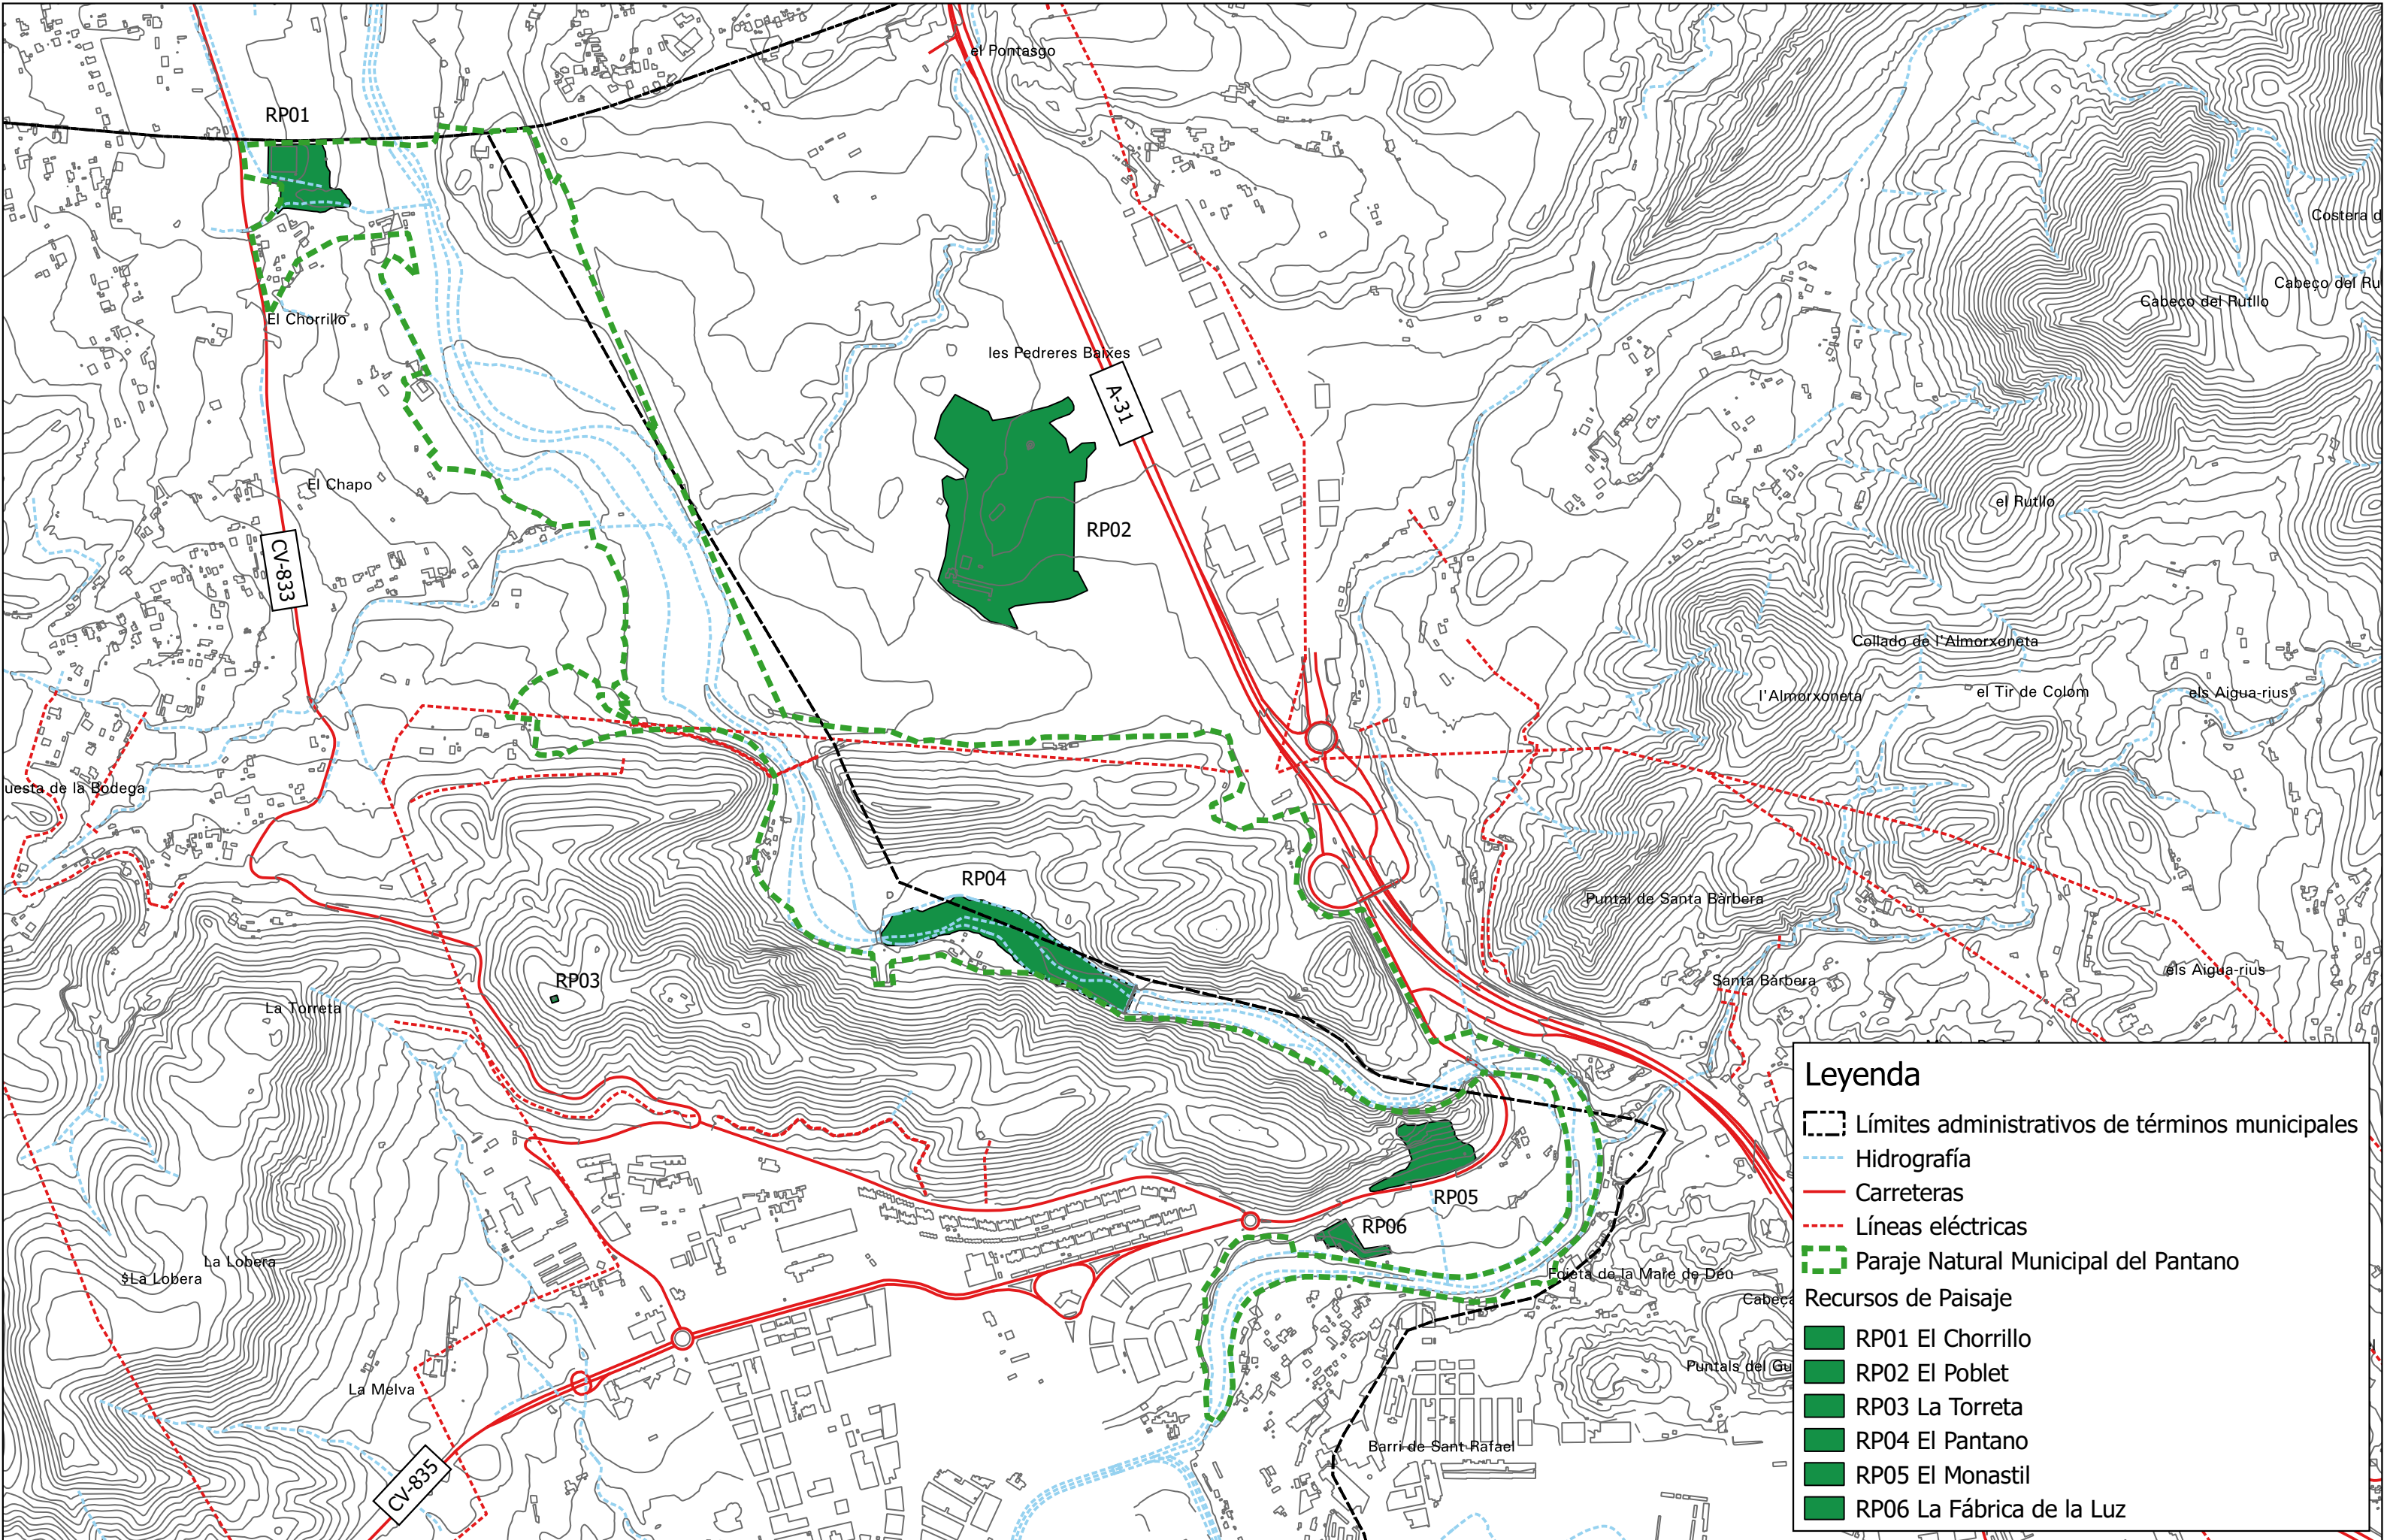 el Pontasgo
RP01
Costera d
Cabeço del Ru
Cabeço del Rutllo
El Chorrillo
les Pedreres Baixes
A-31
El Chapo
el Rutllo
RP02
CV-833
Collado de l'Almorxoneta
l'Almorxoneta
el Tir de Colom
els Aigua-rius
uesta de la Bodega
RP04
Puntal de Santa Bàrbera
els Aigua-rius
RP03
Santa Bàrbera
La Torreta
RP05
RP06
La Lobera
$La Lobera
Foieta de la Mare de Déu
Cabeça
Puntals del Gu
La Melva
Barri de Sant Rafael
CV-835
Leyenda
Límites administrativos de términos municipales
Hidrografía
Carreteras
Líneas eléctricas
Paraje Natural Municipal del Pantano
Recursos de Paisaje
RP01 El Chorrillo
RP02 El Poblet
RP03 La Torreta
RP04 El Pantano
RP05 El Monastil
RP06 La Fábrica de la Luz